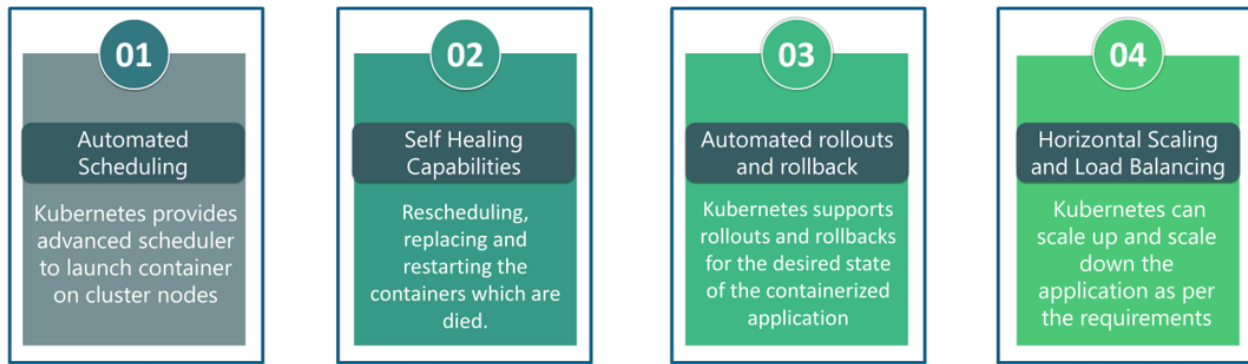 01
Automated
Scheduling
Kubernetes provides
advanced scheduler
to launch container
on cluster nodes
02
Self Healing
Capabilities
Rescheduling,
replacing and
restarting the
containers which are
died.
03
Automated rollouts
and rollback
Kubernetes supports
rollouts and rollbacks
for the desired state
of the containerized
application
04
Horizontal Scaling
and Load Balancing
Kubernetes can
scale up and scale
down the
application as per
the requirements